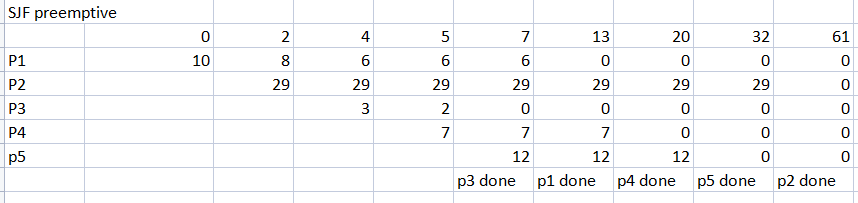 SJF preemptive
0 2 4 5 7 13 20 32 61
P1 10 8 6 6 6 0 0 0 0
P2 29 29 29 29 29 29 29 0
P3 3 2 0 0 0 0 0
P4 7 7 7 0 0 0
p5 12 12 12 0 0
p3 done p1 done p4 done p5 done p2 done